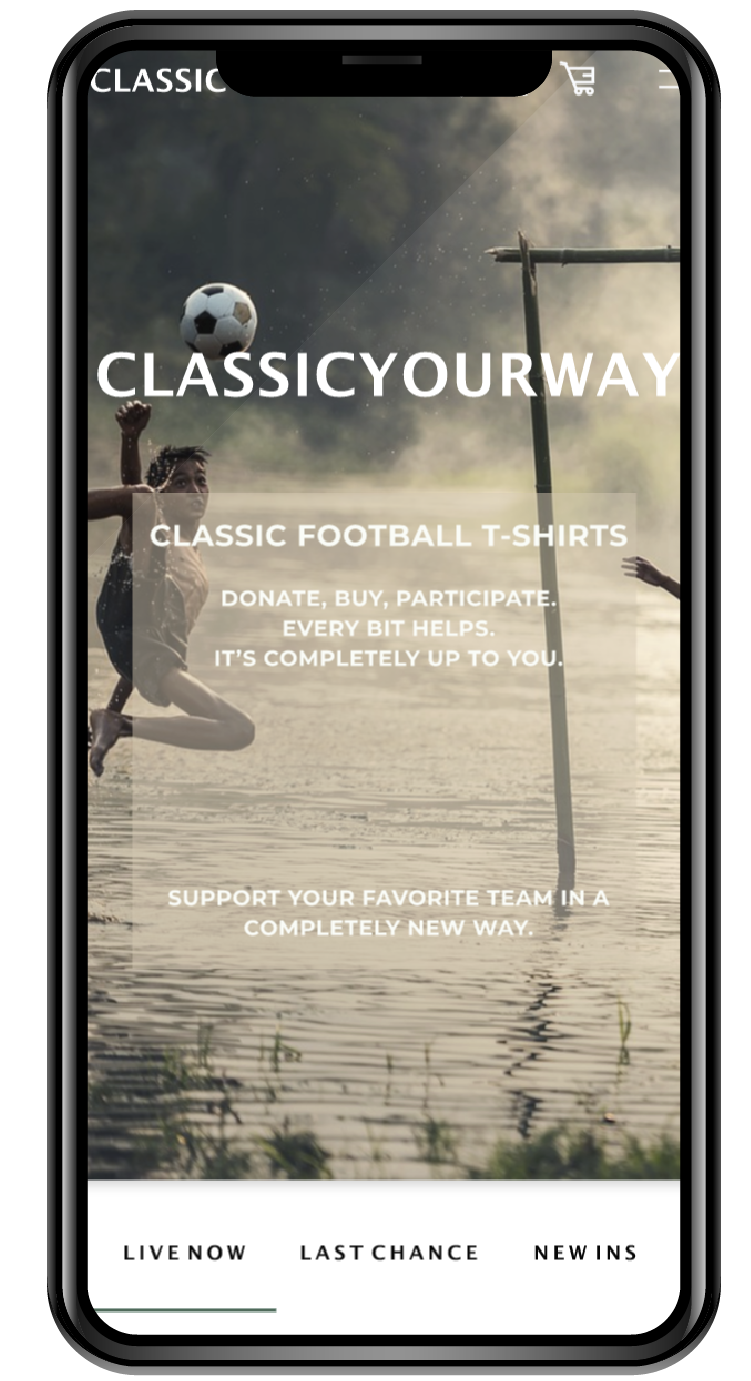 CLASSIC
CLASSICYOURWAY
CLASSIC FOOTBALL T-SHIRTS
DONATE, BUY, PARTICIPATE.
EVERY BIT HELPS.
IT'S COMPLETELY UP TO YOU.
SUPPORT YOUR FAVORITE TEAM IN A
COMPLETELY NEW WAY.
LIVE NOW LAST CHANCE NEW INS